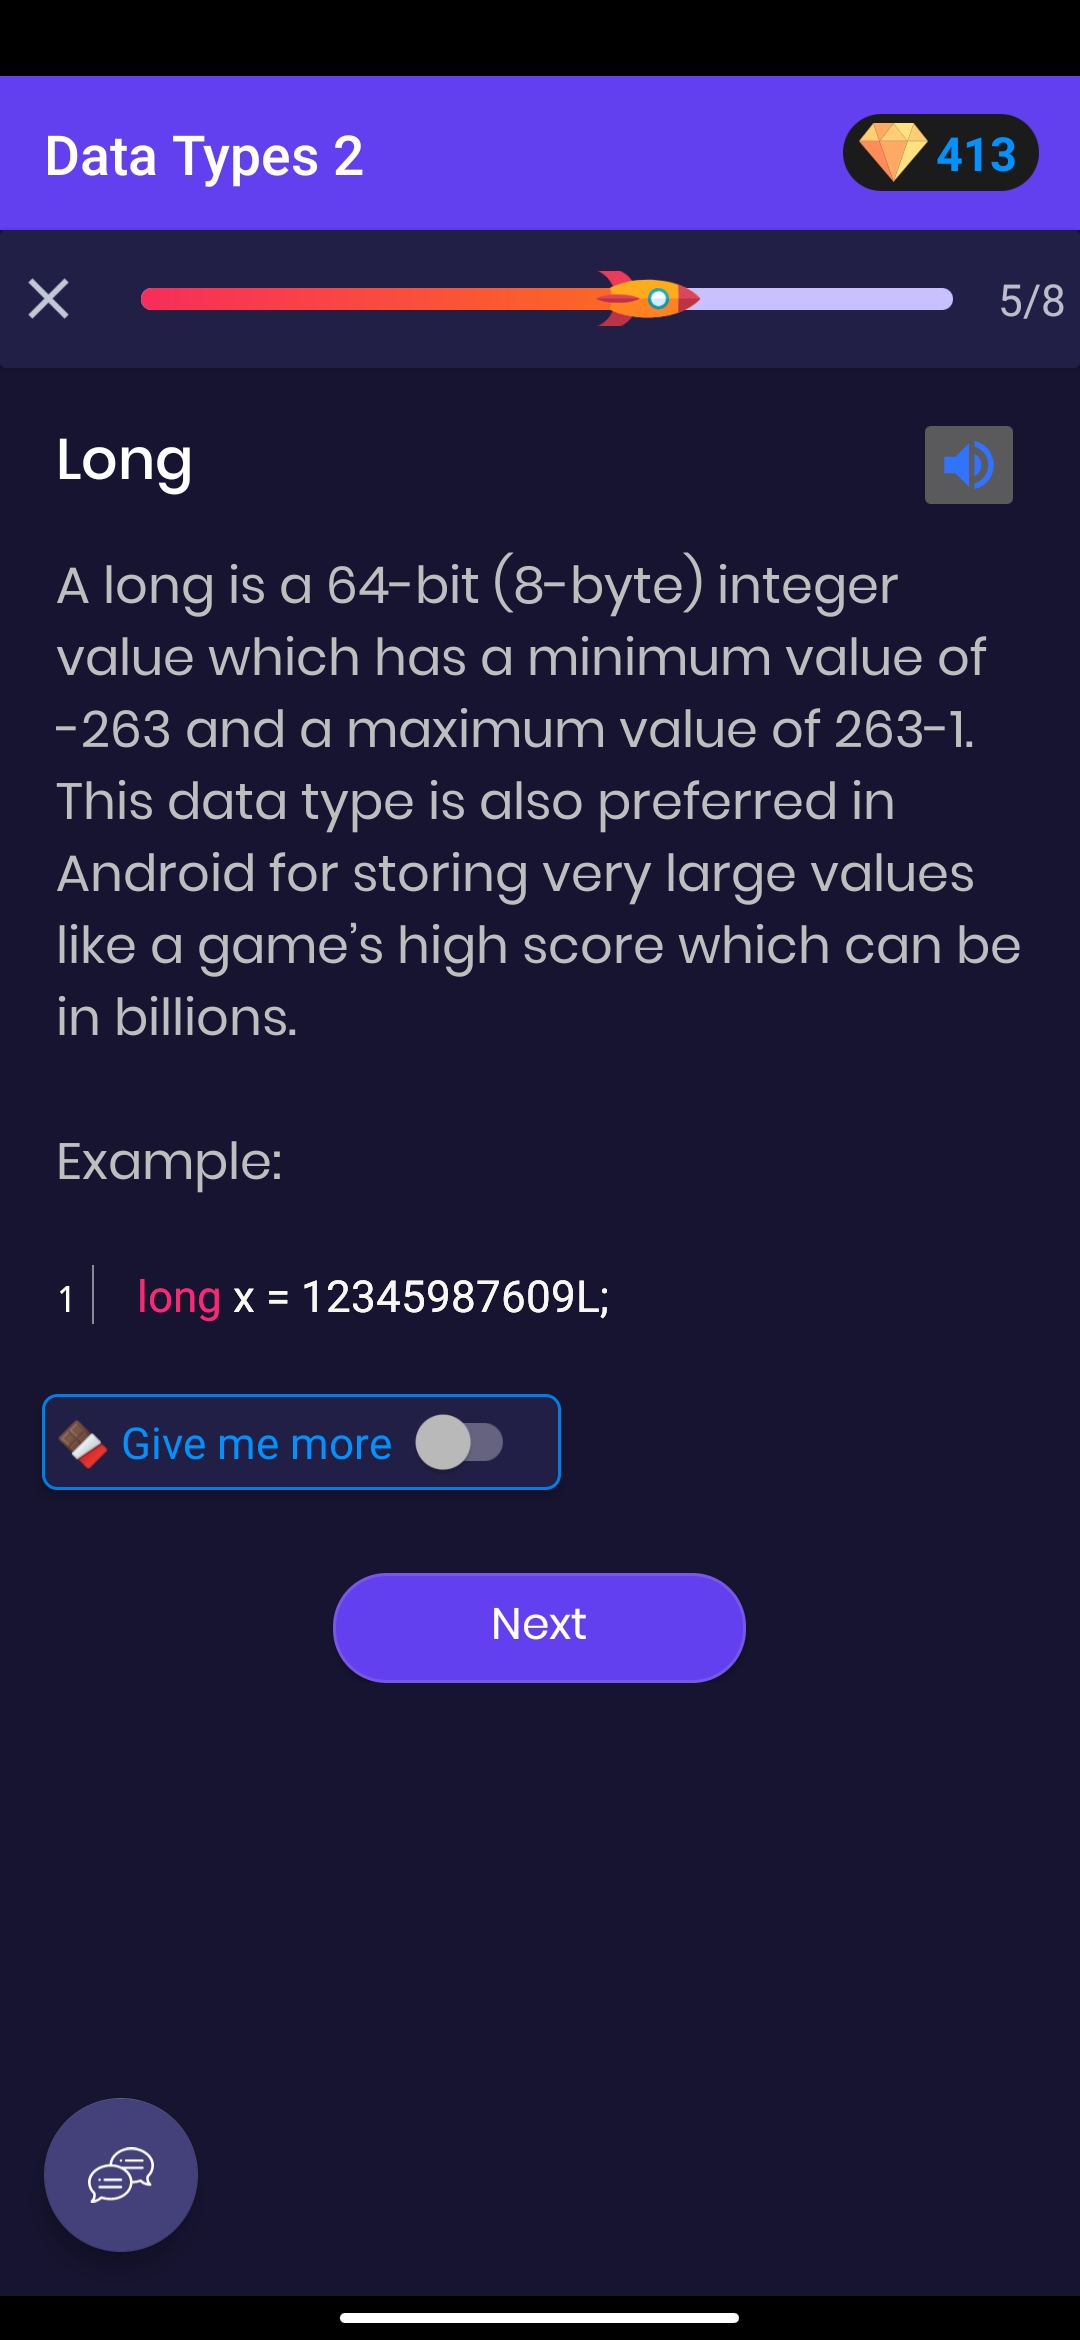 Data Types 2
413
5/8
Long
A long is a 64-bit (8-byte) integer
value which has a minimum value of
-263 and a maximum value of 263-1.
This data type is also preferred in
Android for storing very large values
like a game’s high score which can be
in billions.
Example:
1 long x = 12345987609L;
Give me more
Next